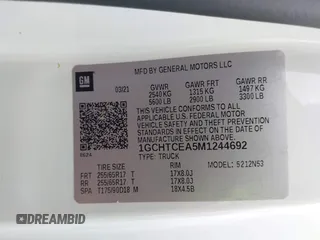 GM
MFD BY GENERAL MOTORS LLC
03/21
GVWR GAWR FRT GAWR RR
2540 KG 1315 KG 1497 KG
5600 LB 2900 LB 3300 LB
THIS VEHICLE CONFORMS TO ALL APPLICABLE U.S.
FEDERAL MOTOR VEHICLE SAFETY, BUMPER, AND
THEFT PREVENTION STANDARDS IN EFFECT ON THE
DATE OF MANUFACTURE SHOWN ABOVE.
1GCHTCEA5M1244692
TYPE: TRUCK MODEL: S212N53
TIRE SIZE RIM
FRT 255/65R17 T 17X8.0J
RR 255/65R17 T 17X8.0J
SPA T175/90D18 M 18X4.5B